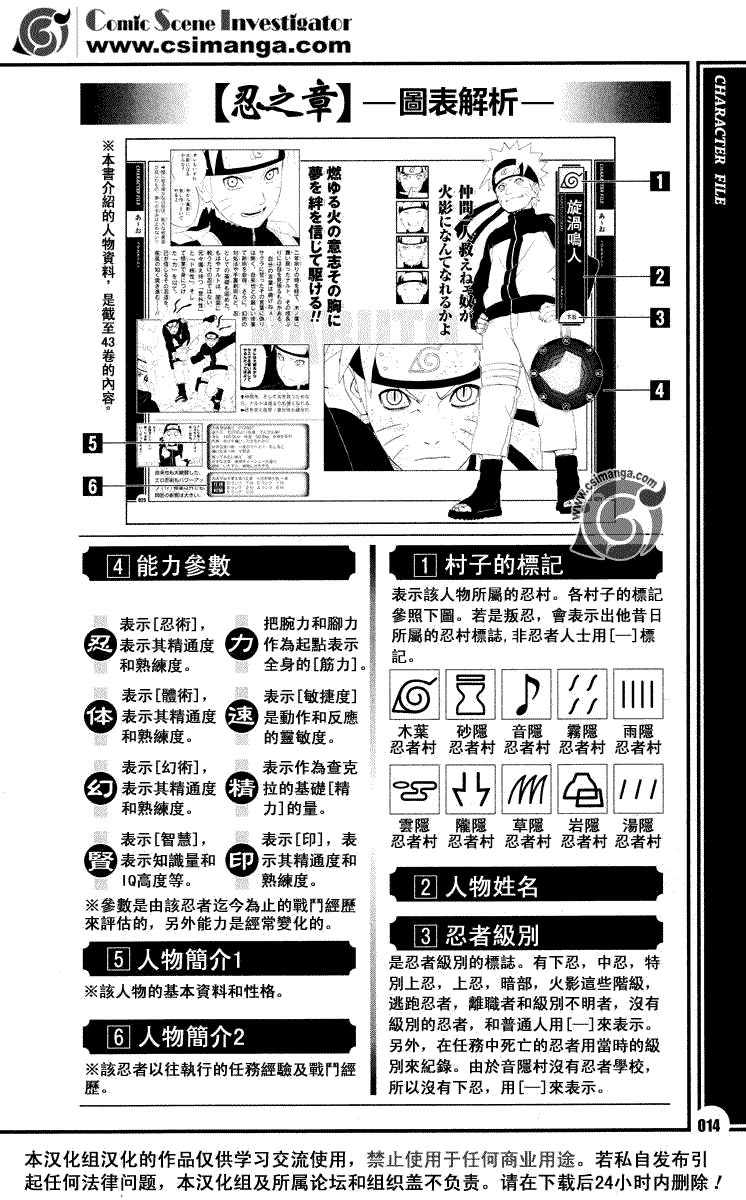 Comic Scene Investigator
www.csimanga.com
CHARACTER FILE
【忍之章】—圖表解析—
※本書介紹的人物資料，是截至43卷的內容。
仲間一人救えねェ奴が
火影になんてなれるかよ
燃ゆる火の意志その胸に
夢を絆を信じて駆ける!!
旋渦鳴人
下忍
NARUTO
1
2
3
4
5
6
www.csimanga.com
4 能力參數
忍 表示[忍術]，
表示其精通度
和熟練度。
力 把腕力和腳力
作為起點表示
全身的[筋力]。
体 表示[體術]，
表示其精通度
和熟練度。
速 表示[敏捷度]
是動作和反應
的靈敏度。
幻 表示[幻術]，
表示其精通度
和熟練度。
精 表示作為查克
拉的基礎[精
力]的量。
賢 表示[智慧]，
表示知識量和
IQ高度等。
印 表示[印]，表
示其精通度和
熟練度。
※參數是由該忍者迄今為止的戰鬥經歷
來評估的，另外能力是經常變化的。
5 人物簡介1
※該人物的基本資料和性格。
6 人物簡介2
※該忍者以往執行的任務經驗及戰鬥經
歷。
1 村子的標記
表示該人物所屬的忍村。各村子的標記
參照下圖。若是叛忍，會表示出他昔日
所屬的忍村標誌，非忍者人士用[—]標
記。
木葉
忍者村
砂隱
忍者村
音隱
忍者村
霧隱
忍者村
雨隱
忍者村
雲隱
忍者村
隴隱
忍者村
草隱
忍者村
岩隱
忍者村
湯隱
忍者村
2 人物姓名
3 忍者級別
是忍者級別的標誌。有下忍，中忍，特
別上忍，上忍，暗部，火影這些階級，
逃跑忍者，離職者和級別不明者，沒有
級別的忍者，和普通人用[—]來表示。
另外，在任務中死亡的忍者用當時的級
別來紀錄。由於音隱村沒有忍者學校，
所以沒有下忍，用[—]來表示。
014
本汉化组汉化的作品仅供学习交流使用，禁止使用于任何商业用途。若私自发布引
起任何法律问题，本汉化组及所属论坛和组织盖不负责。请在下载后24小时内删除！